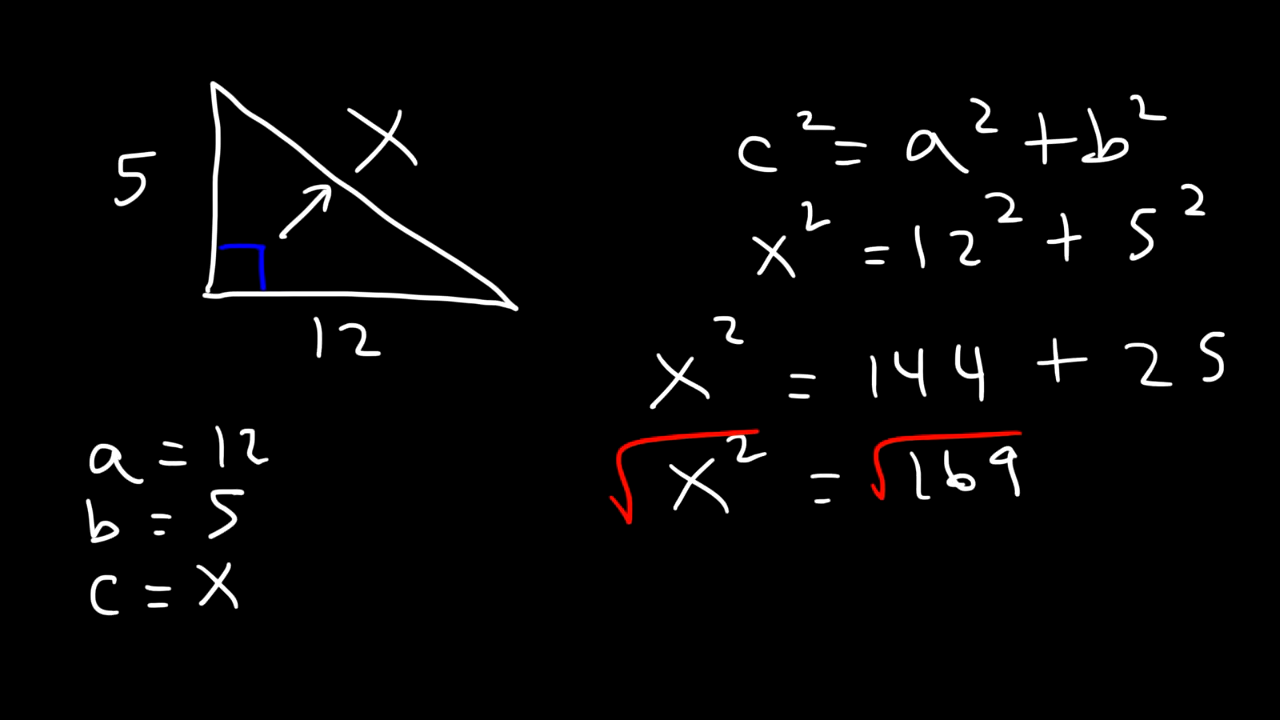 5
x
12
a = 12
b = 5
c = x
c² = a² + b²
x² = 12² + 5²
x² = 144 + 25
√x² = √169